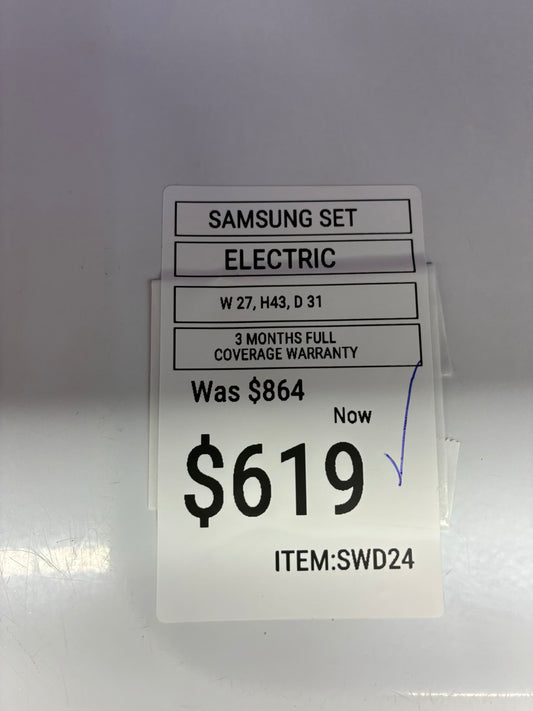 SAMSUNG SET
ELECTRIC
W 27, H43, D 31
3 MONTHS FULL
COVERAGE WARRANTY
Was $864
Now
$619
ITEM:SWD24